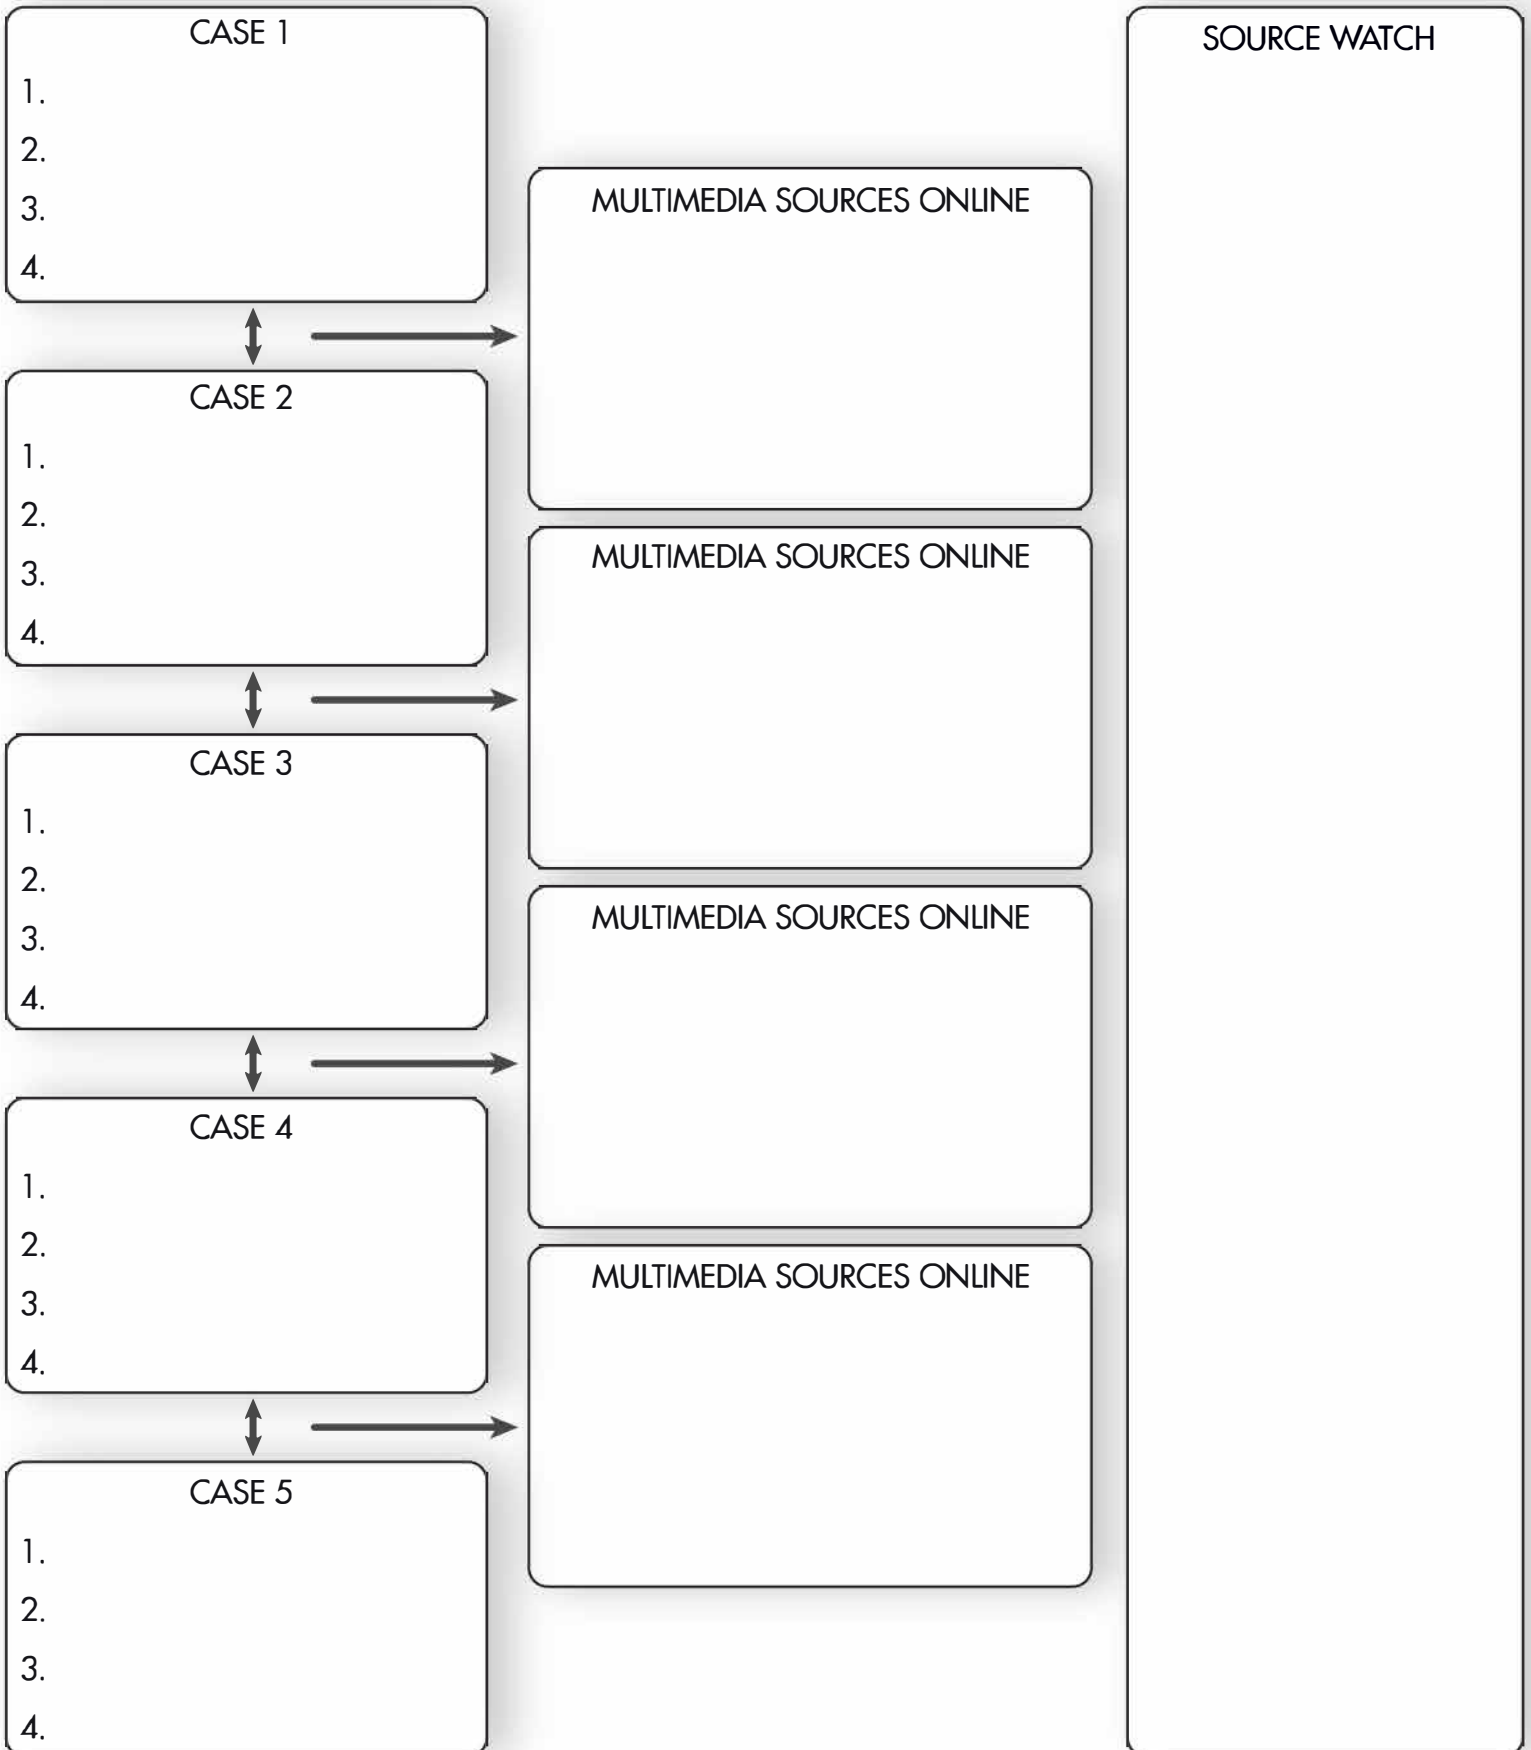 CASE 1
1.
2.
3.
4.
CASE 2
1.
2.
3.
4.
CASE 3
1.
2.
3.
4.
CASE 4
1.
2.
3.
4.
CASE 5
1.
2.
3.
4.
MULTIMEDIA SOURCES ONLINE
MULTIMEDIA SOURCES ONLINE
MULTIMEDIA SOURCES ONLINE
MULTIMEDIA SOURCES ONLINE
SOURCE WATCH